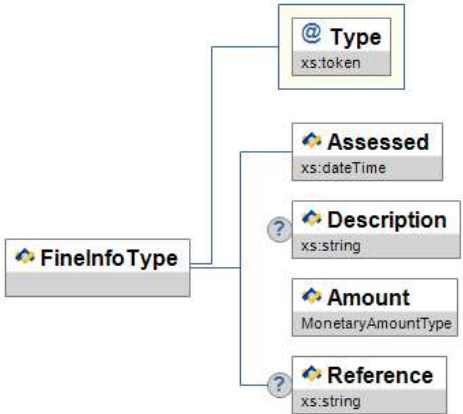 @ Type
xs:token
Assessed
xs:dateTime
? Description
xs:string
FineInfoType
Amount
MonetaryAmountType
? Reference
xs:string